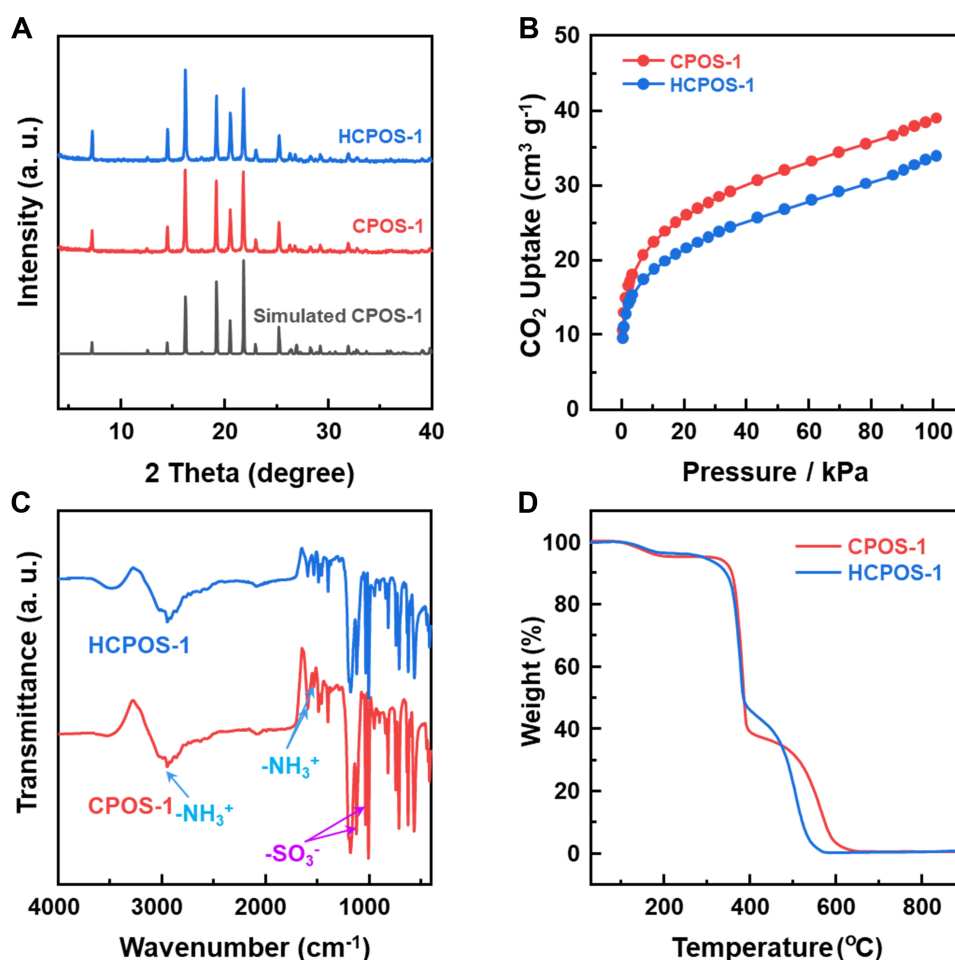 A
HCPOS-1
CPOS-1
Simulated CPOS-1
Intensity (a. u.)
10 20 30 40
2 Theta (degree)
B
CPOS-1
HCPOS-1
50
40
30
20
10
0
CO₂ Uptake (cm³ g⁻¹)
0 20 40 60 80 100
Pressure / kPa
C
HCPOS-1
CPOS-1
-NH₃⁺
-NH₃⁺
-SO₃⁻
Transmittance (a. u.)
4000 3000 2000 1000
Wavenumber (cm⁻¹)
D
CPOS-1
HCPOS-1
100
80
60
40
20
0
Weight (%)
200 400 600 800
Temperature (°C)